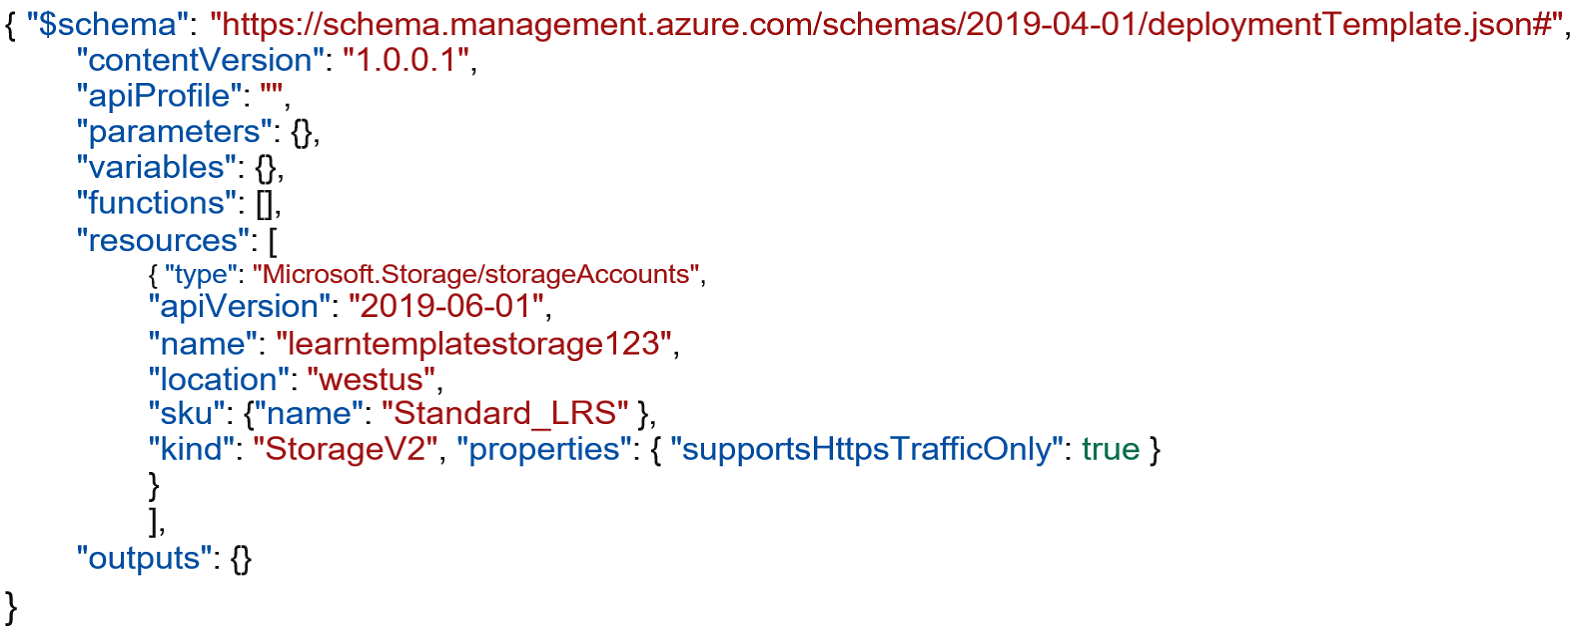 { "$schema": "https://schema.management.azure.com/schemas/2019-04-01/deploymentTemplate.json#",
"contentVersion": "1.0.0.1",
"apiProfile": "",
"parameters": {},
"variables": {},
"functions": [],
"resources": [
{ "type": "Microsoft.Storage/storageAccounts",
"apiVersion": "2019-06-01",
"name": "learntemplatestorage123",
"location": "westus",
"sku": {"name": "Standard_LRS" },
"kind": "StorageV2", "properties": { "supportsHttpsTrafficOnly": true }
}
],
"outputs": {}
}